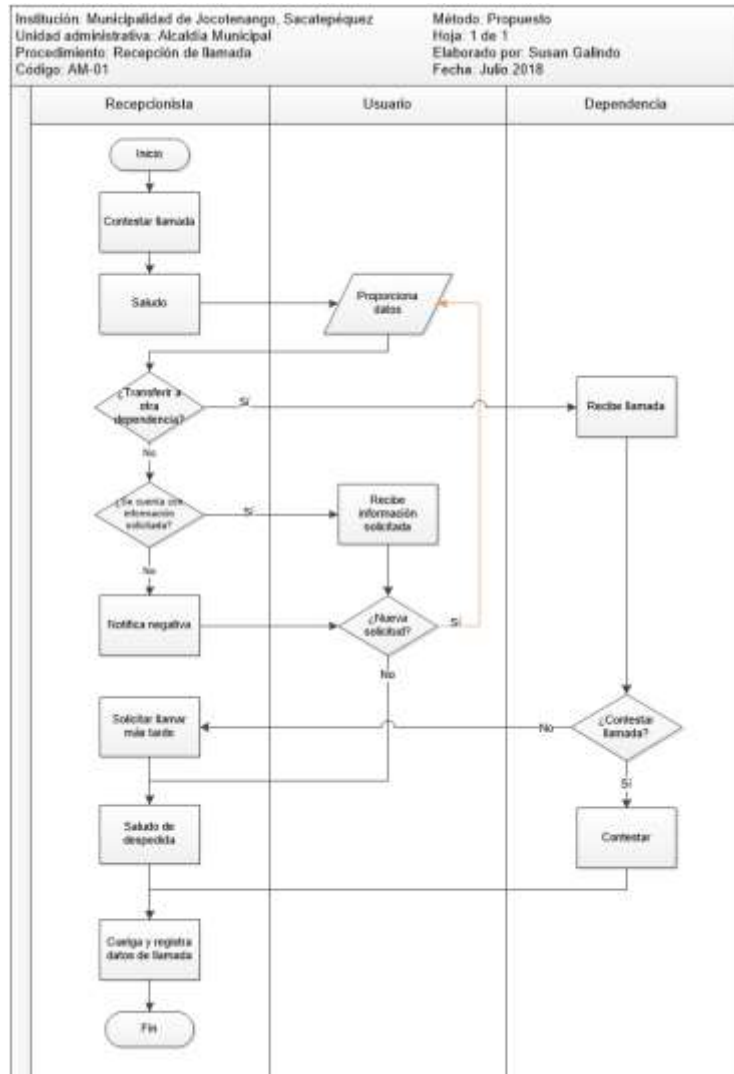 Institución: Municipalidad de Jocotenango, Sacatepéquez
Unidad administrativa: Alcaldía Municipal
Procedimiento: Recepción de llamada
Código: AM-01
Método: Propuesto
Hoja: 1 de 1
Elaborado por: Susan Galindo
Fecha: Julio 2018
Recepcionista
Usuario
Dependencia
Inicio
Contestar llamada
Saludo
Proporciona
datos
¿Transferir a
otra
dependencia?
Sí
Recibe llamada
No
¿Se cuenta con
información
solicitada?
Sí
Recibe
información
solicitada
No
Notifica negativa
¿Nueva
solicitud?
Sí
No
Solicitar llamar
más tarde
No
¿Contestar
llamada?
Sí
Saludo de
despedida
Contestar
Cuelga y registra
datos de llamada
Fin